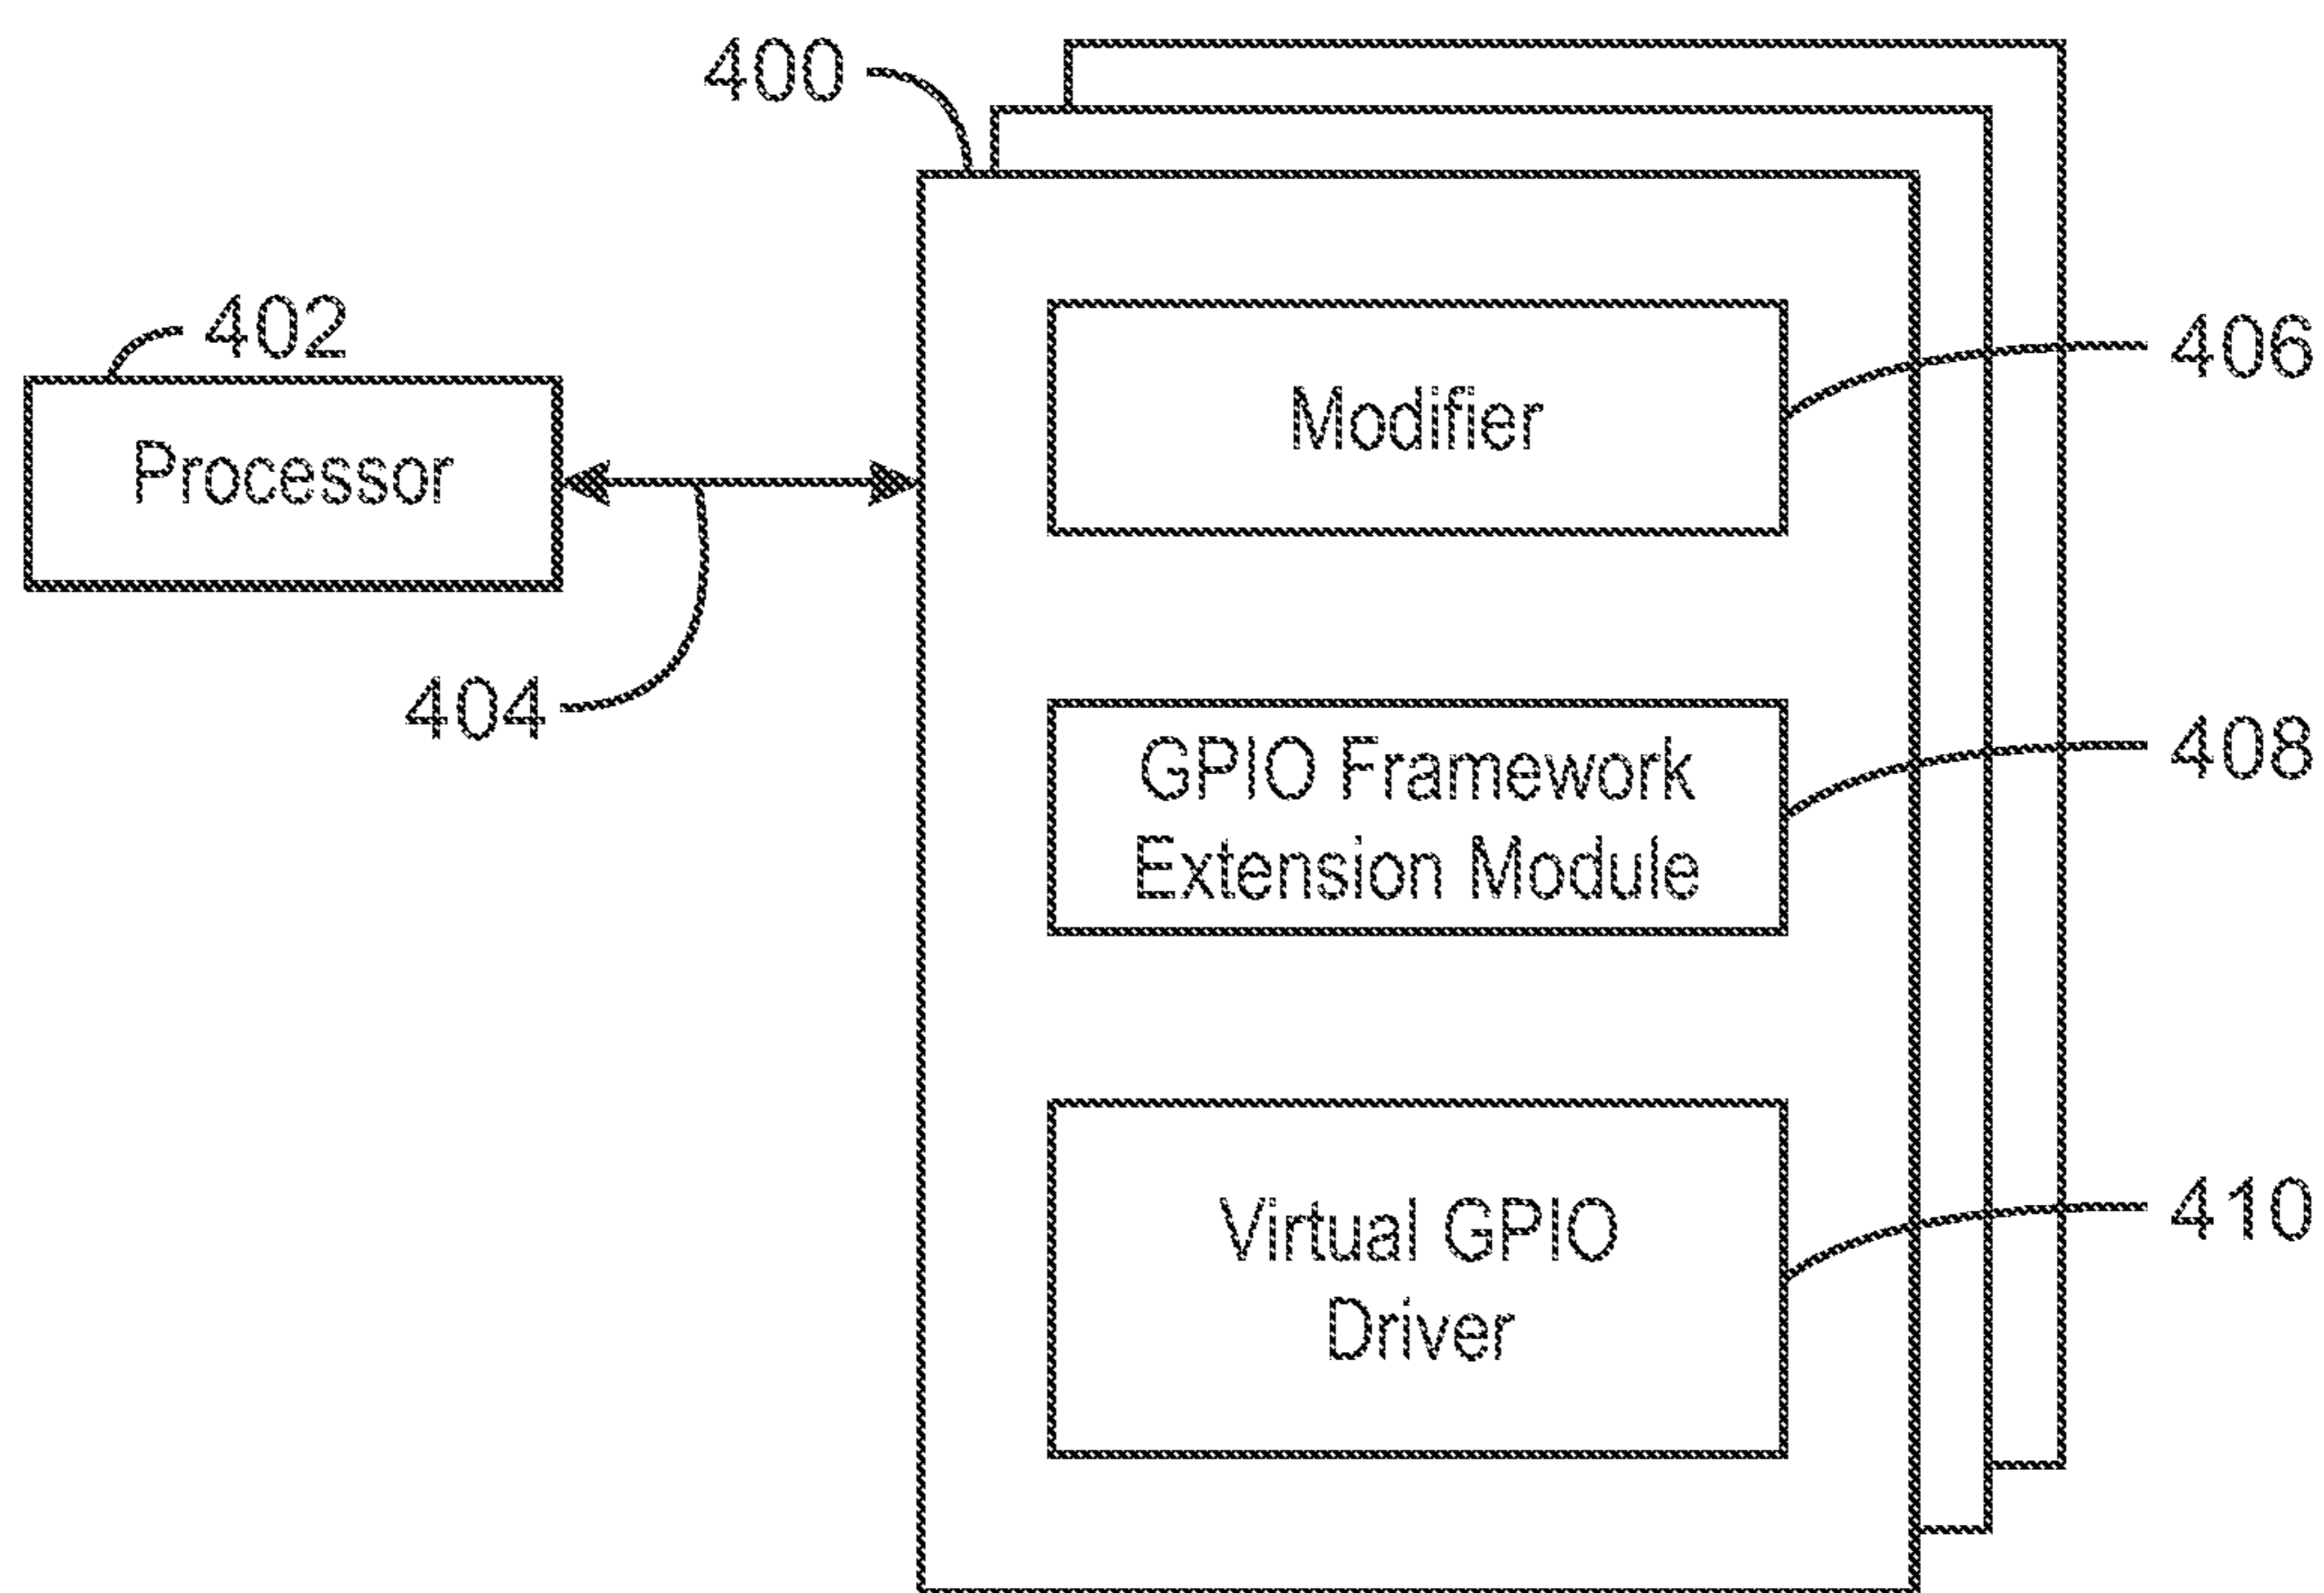 400
402
Processor
404
Modifier
406
GPIO Framework
Extension Module
408
Virtual GPIO
Driver
410